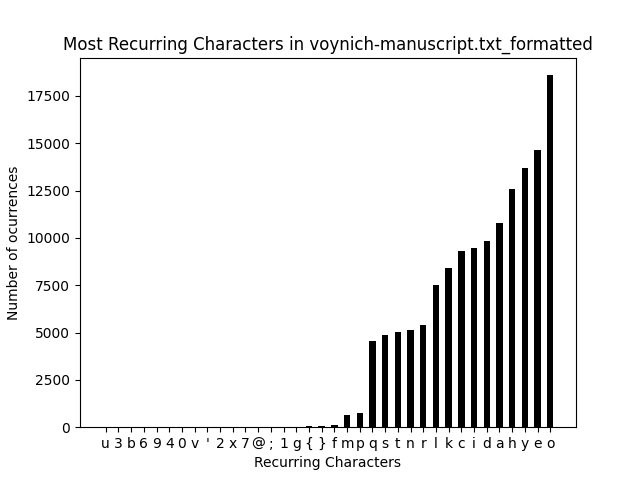 Most Recurring Characters in voynich-manuscript.txt_formatted
Number of ocurrences
17500
15000
12500
10000
7500
5000
2500
0
u 3 b 6 9 4 0 v ' 2 x 7 @ ; 1 g { } f m p q s t n r l k c i d a h y e o
Recurring Characters